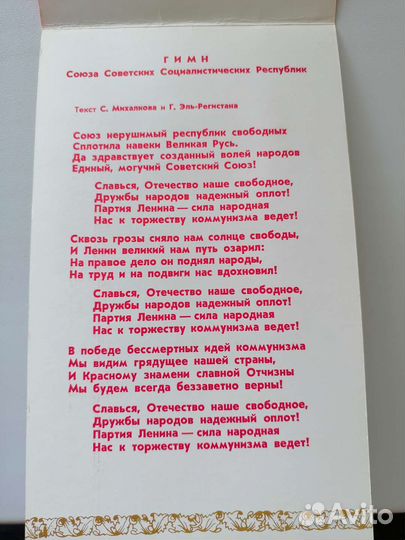 ГИМН
Союза Советских Социалистических Республик
Текст С. Михалкова и Г. Эль-Регистана
Союз нерушимый республик свободных
Сплотила навеки Великая Русь.
Да здравствует созданный волей народов
Единый, могучий Советский Союз!
Славься, Отечество наше свободное,
Дружбы народов надежный оплот!
Партия Ленина — сила народная
Нас к торжеству коммунизма ведет!
Сквозь грозы сияло нам солнце свободы,
И Ленин великий нам путь озарил:
На правое дело он поднял народы,
На труд и на подвиги нас вдохновил!
Славься, Отечество наше свободное,
Дружбы народов надежный оплот!
Партия Ленина — сила народная
Нас к торжеству коммунизма ведет!
В победе бессмертных идей коммунизма
Мы видим грядущее нашей страны,
И Красному знамени славной Отчизны
Мы будем всегда беззаветно верны!
Славься, Отечество наше свободное,
Дружбы народов надежный оплот!
Партия Ленина — сила народная
Нас к торжеству коммунизма ведет!
Avito